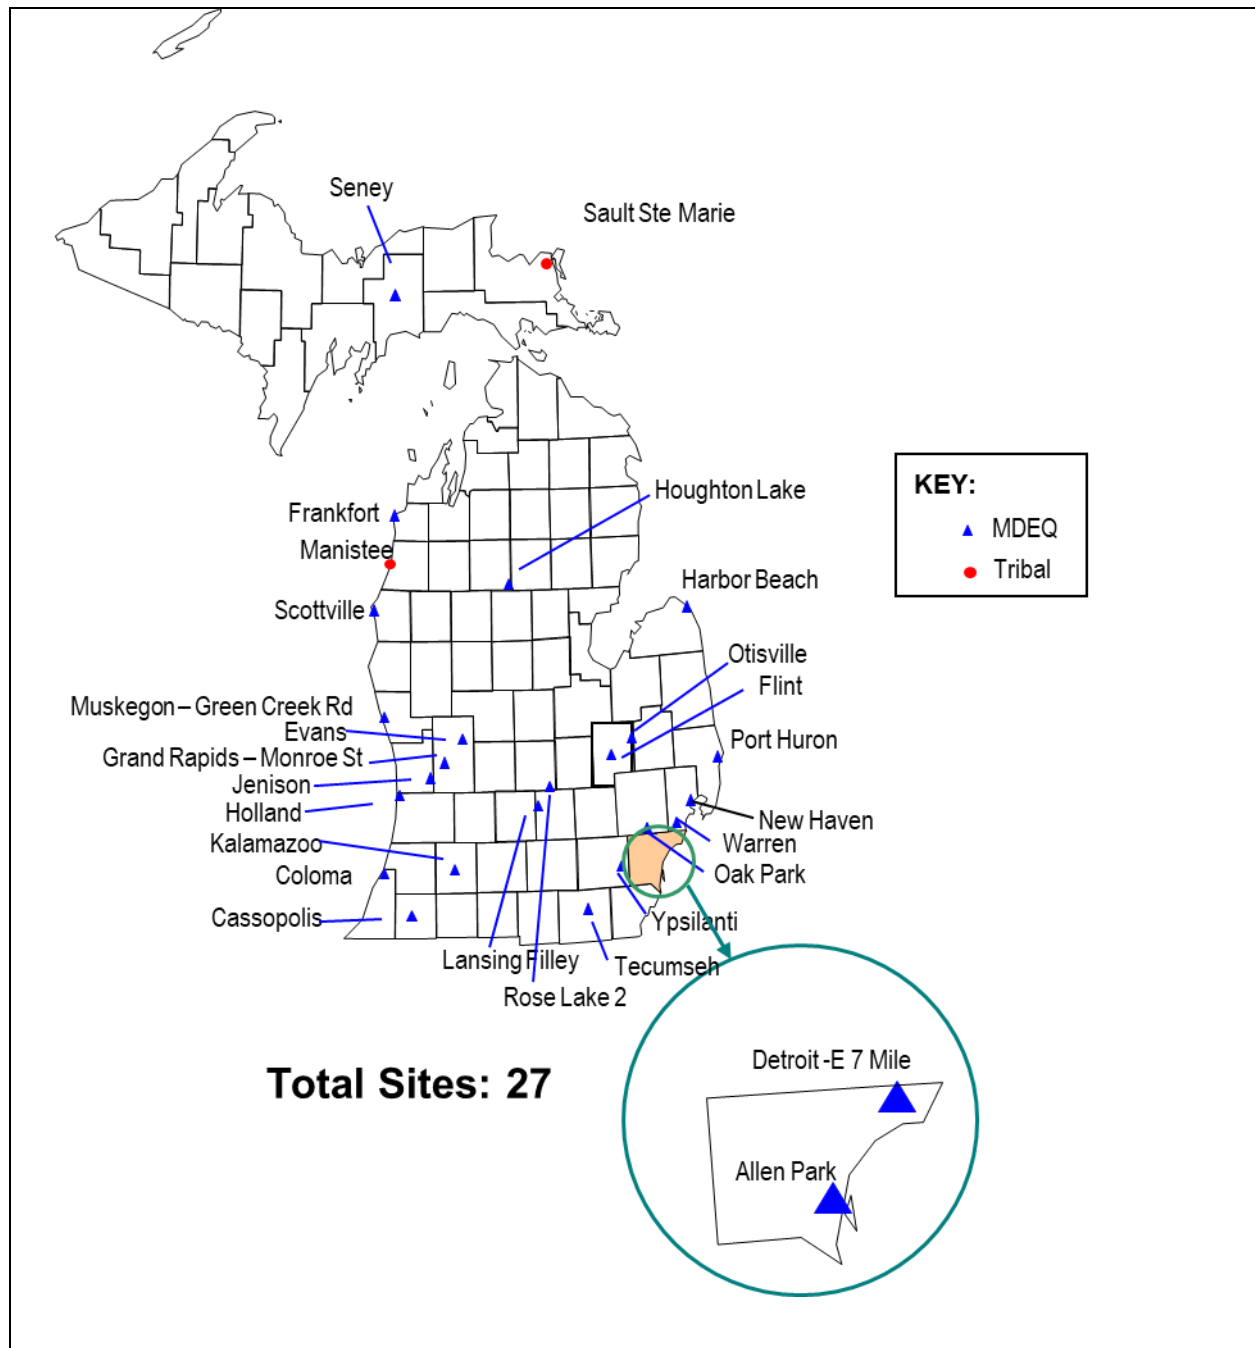 Seney
Sault Ste Marie
Houghton Lake
Frankfort
Manistee
KEY:
MDEQ
Tribal
Harbor Beach
Scottville
Otisville
Flint
Muskegon – Green Creek Rd
Evans
Port Huron
Grand Rapids – Monroe St
Jenison
Holland
New Haven
Kalamazoo
Warren
Coloma
Oak Park
Cassopolis
Ypsilanti
Lansing Filley
Tecumseh
Rose Lake 2
Total Sites: 27
Detroit -E 7 Mile
Allen Park